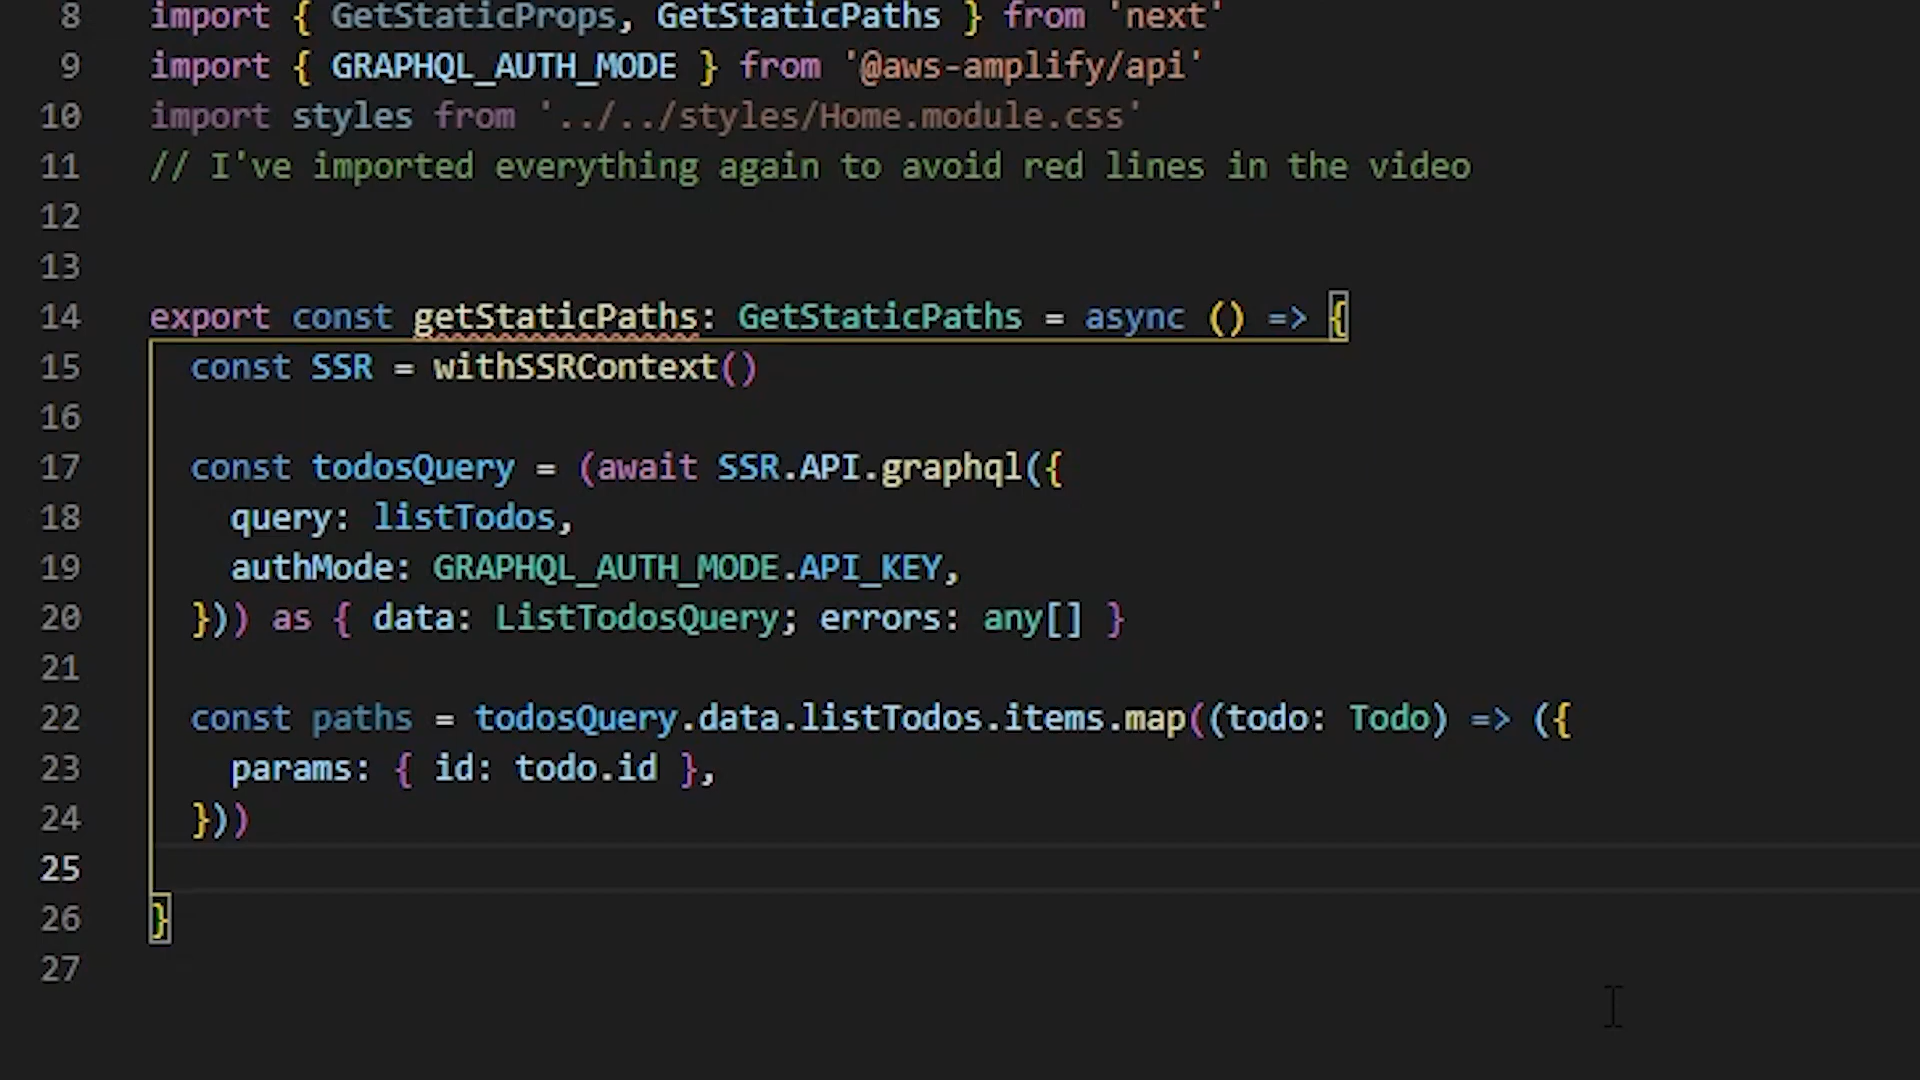 8 import { GetStaticProps, GetStaticPaths } from 'next'
9 import { GRAPHQL_AUTH_MODE } from '@aws-amplify/api'
10 import styles from '../../styles/Home.module.css'
11 // I've imported everything again to avoid red lines in the video
12
13
14 export const getStaticPaths: GetStaticPaths = async () => {
15 const SSR = withSSRContext()
16
17 const todosQuery = (await SSR.API.graphql({
18 query: listTodos,
19 authMode: GRAPHQL_AUTH_MODE.API_KEY,
20 })) as { data: ListTodosQuery; errors: any[] }
21
22 const paths = todosQuery.data.listTodos.items.map((todo: Todo) => ({
23 params: { id: todo.id },
24 }))
25
26 }
27